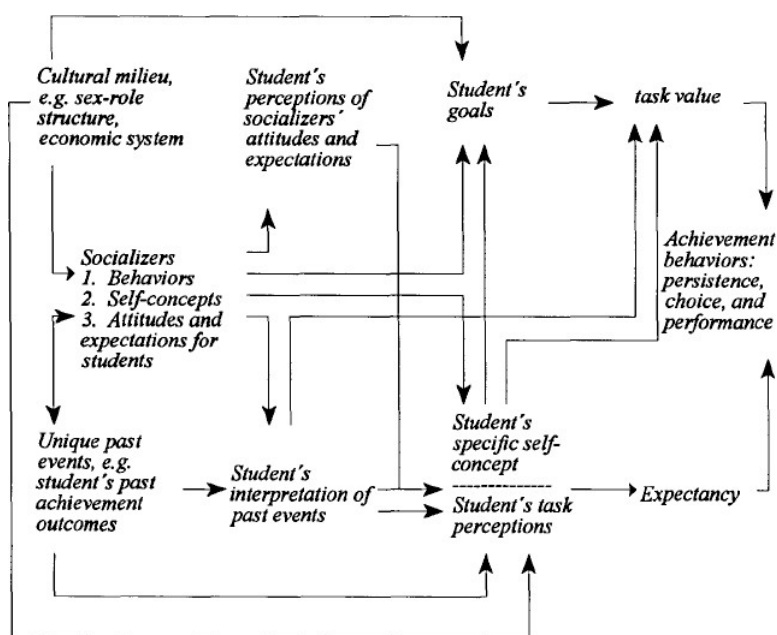 Cultural milieu,
e.g. sex-role
structure,
economic system
Student´s
perceptions of
socializers´
attitudes and
expectations
Student´s
goals
task value
Socializers
1. Behaviors
2. Self-concepts
3. Attitudes and
expectations for
students
Achievement
behaviors:
persistence,
choice, and
performance
Unique past
events, e.g.
student´s past
achievement
outcomes
Student´s
interpretation of
past events
Student´s
specific self-
concept
Student´s task
perceptions
Expectancy